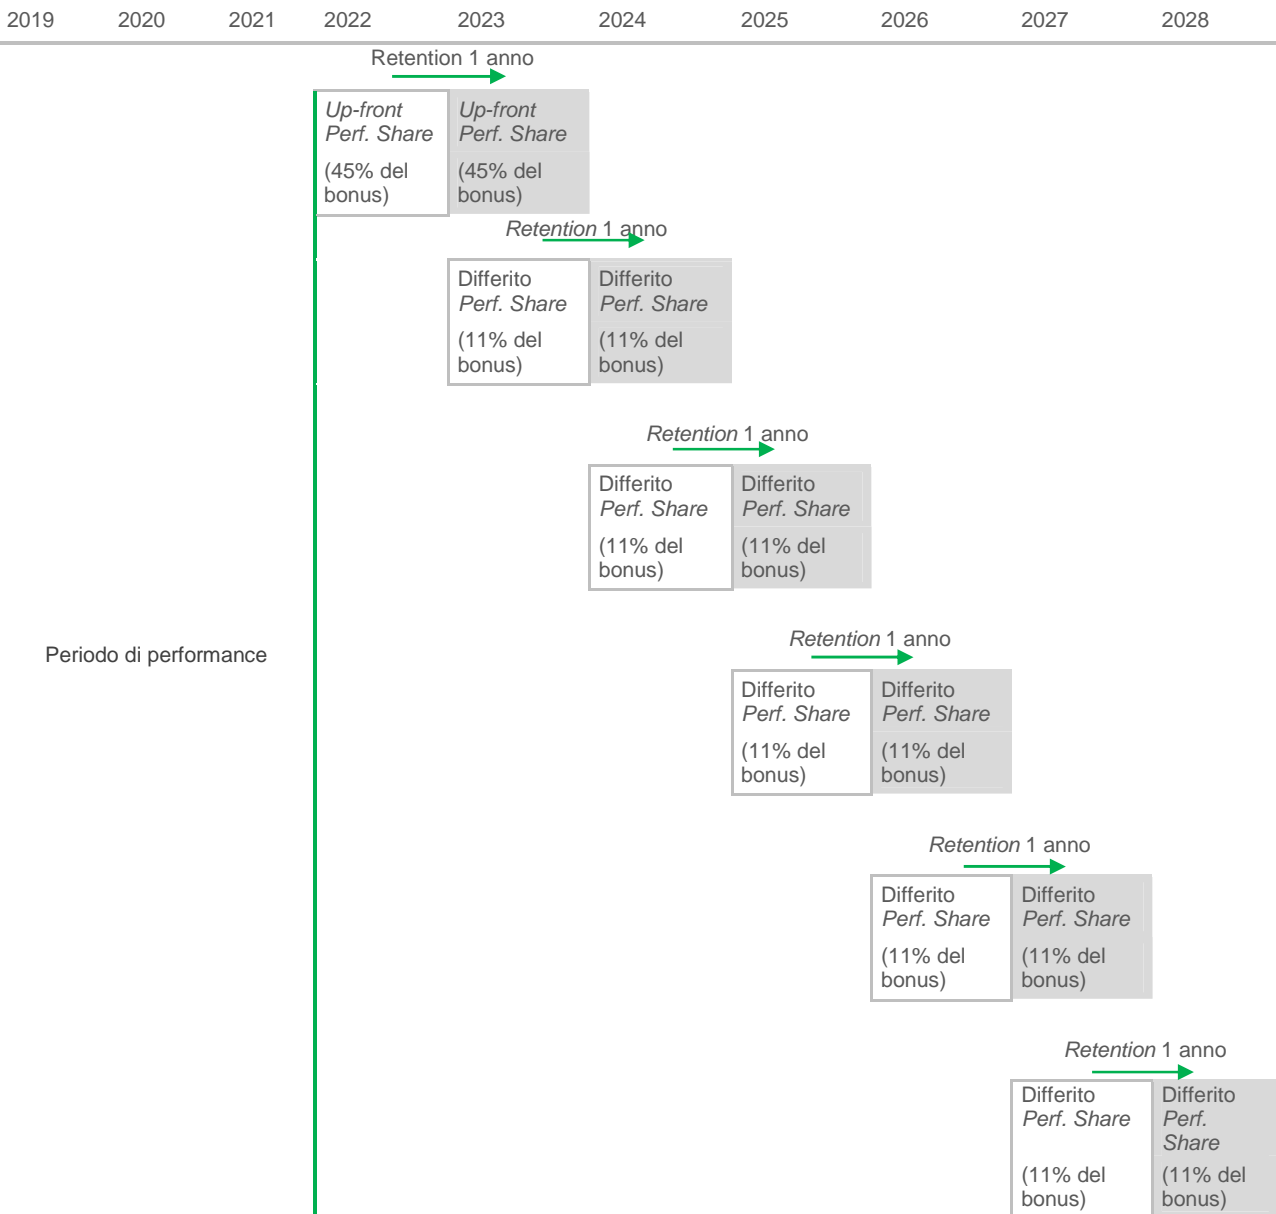 2019 2020 2021 2022 2023 2024 2025 2026 2027 2028
Retention 1 anno
Up-front
Perf. Share
(45% del
bonus)
Up-front
Perf. Share
(45% del
bonus)
Retention 1 anno
Differito
Perf. Share
(11% del
bonus)
Differito
Perf. Share
(11% del
bonus)
Retention 1 anno
Differito
Perf. Share
(11% del
bonus)
Differito
Perf. Share
(11% del
bonus)
Periodo di performance
Retention 1 anno
Differito
Perf. Share
(11% del
bonus)
Differito
Perf. Share
(11% del
bonus)
Retention 1 anno
Differito
Perf. Share
(11% del
bonus)
Differito
Perf. Share
(11% del
bonus)
Retention 1 anno
Differito
Perf. Share
(11% del
bonus)
Differito
Perf.
Share
(11% del
bonus)